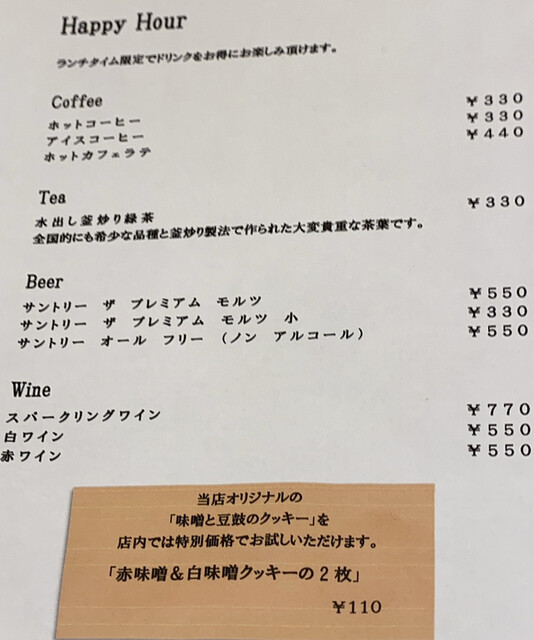 Happy Hour
ランチタイム限定でドリンクをお得にお楽しみ頂けます。
Coffee
ホットコーヒー ￥３３０
アイスコーヒー ￥３３０
ホットカフェラテ ￥４４０
Tea
水出し釜炒り緑茶 ￥３３０
全国的にも希少な品種と釜炒り製法で作られた大変貴重な茶葉です。
Beer
サントリー ザ プレミアム モルツ ￥５５０
サントリー ザ プレミアム モルツ 小 ￥３３０
サントリー オール フリー （ノン アルコール） ￥５５０
Wine
スパークリングワイン ￥７７０
白ワイン ￥５５０
赤ワイン ￥５５０
当店オリジナルの
「味噌と豆鼓のクッキー」を
店内では特別価格でお試しいただけます。
「赤味噌＆白味噌クッキーの２枚」
￥110